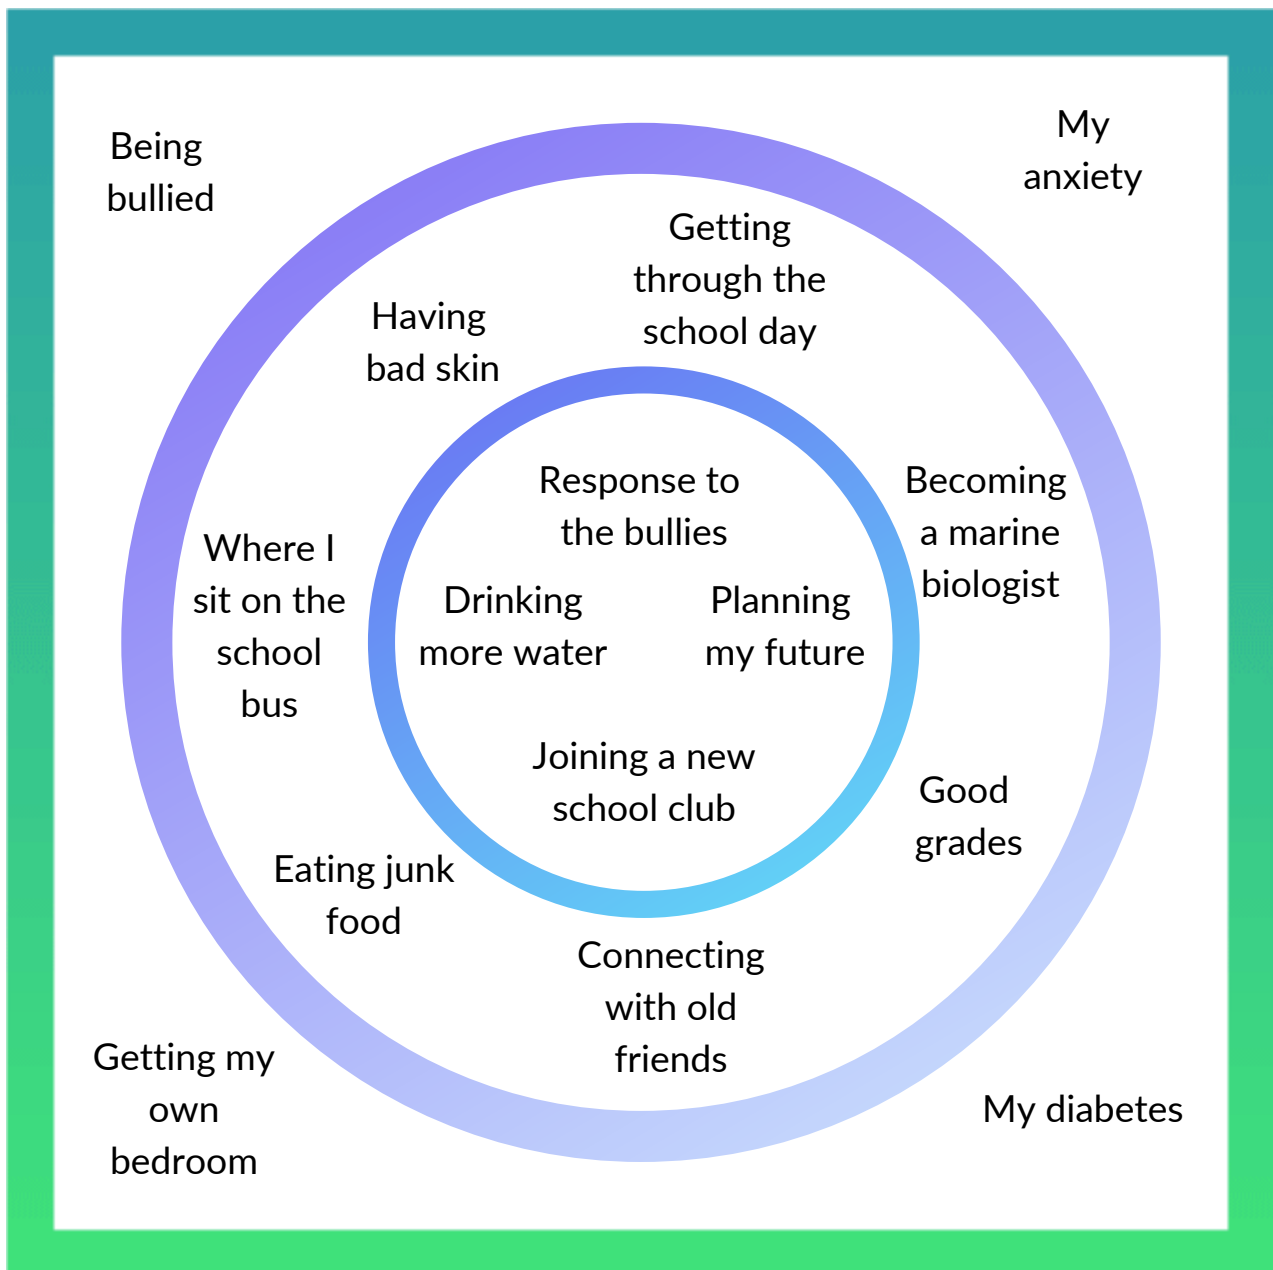 Being
bullied
My
anxiety
Getting
through the
school day
Having
bad skin
Response to
the bullies
Becoming
a marine
biologist
Where I
sit on the
school
bus
Drinking
more water
Planning
my future
Joining a new
school club
Good
grades
Eating junk
food
Connecting
with old
friends
Getting my
own
bedroom
My diabetes